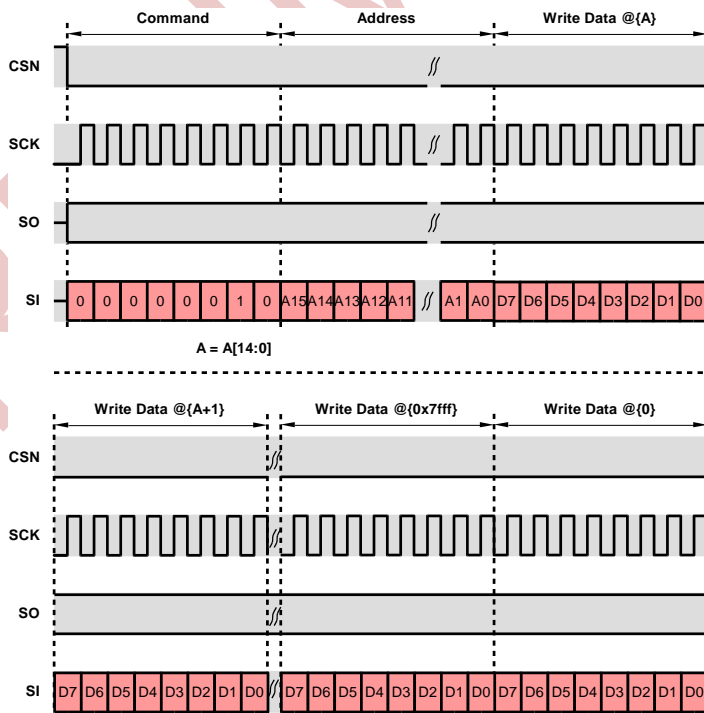 Command Address Write Data @{A}
CSN
SCK
SO
SI 0 0 0 0 0 0 1 0 A15 A14 A13 A12 A11 A1 A0 D7 D6 D5 D4 D3 D2 D1 D0
A = A[14:0]
Write Data @{A+1} Write Data @{0x7fff} Write Data @{0}
CSN
SCK
SO
SI D7 D6 D5 D4 D3 D2 D1 D0 D7 D6 D5 D4 D3 D2 D1 D0 D7 D6 D5 D4 D3 D2 D1 D0